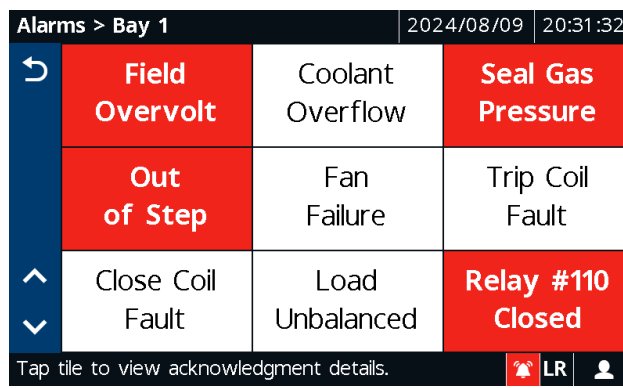 Alarms > Bay 1 2024/08/09 20:31:32
Field Overvolt
Coolant Overflow
Seal Gas Pressure
Out of Step
Fan Failure
Trip Coil Fault
Close Coil Fault
Load Unbalanced
Relay #110 Closed
Tap tile to view acknowledgment details. LR